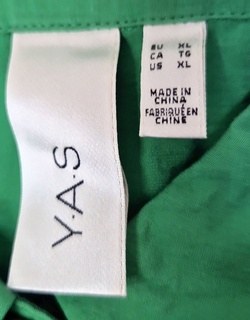 Y.A.S
EU XL
CA TG
US XL
MADE IN
CHINA
FABRIQUÉ EN
CHINE